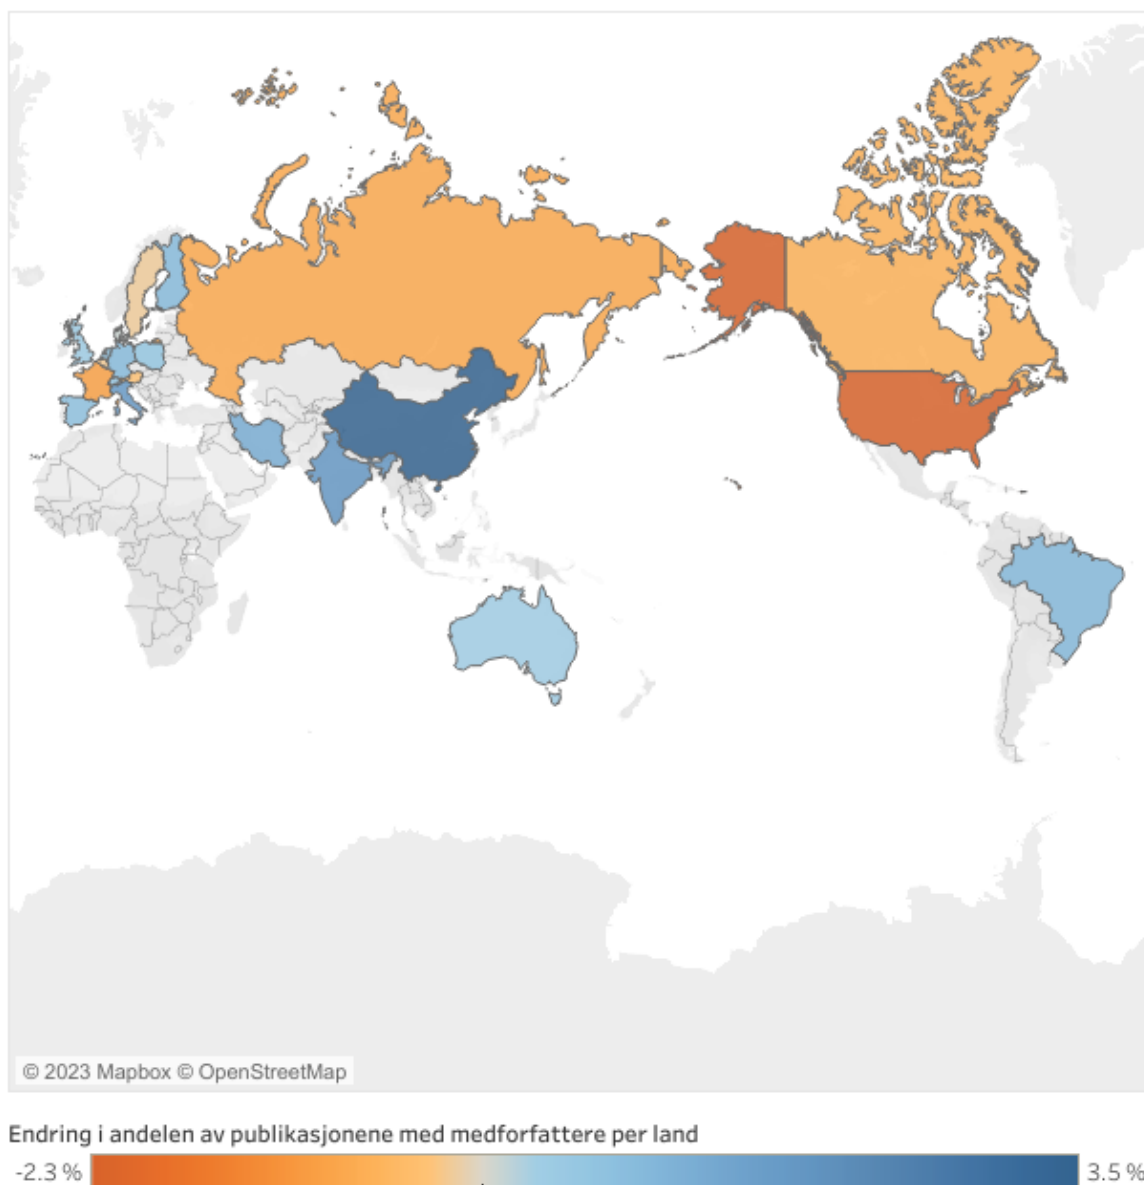 © 2023 Mapbox © OpenStreetMap
Endring i andelen av publikasjonene med medforfattere per land
-2.3 % 3.5 %